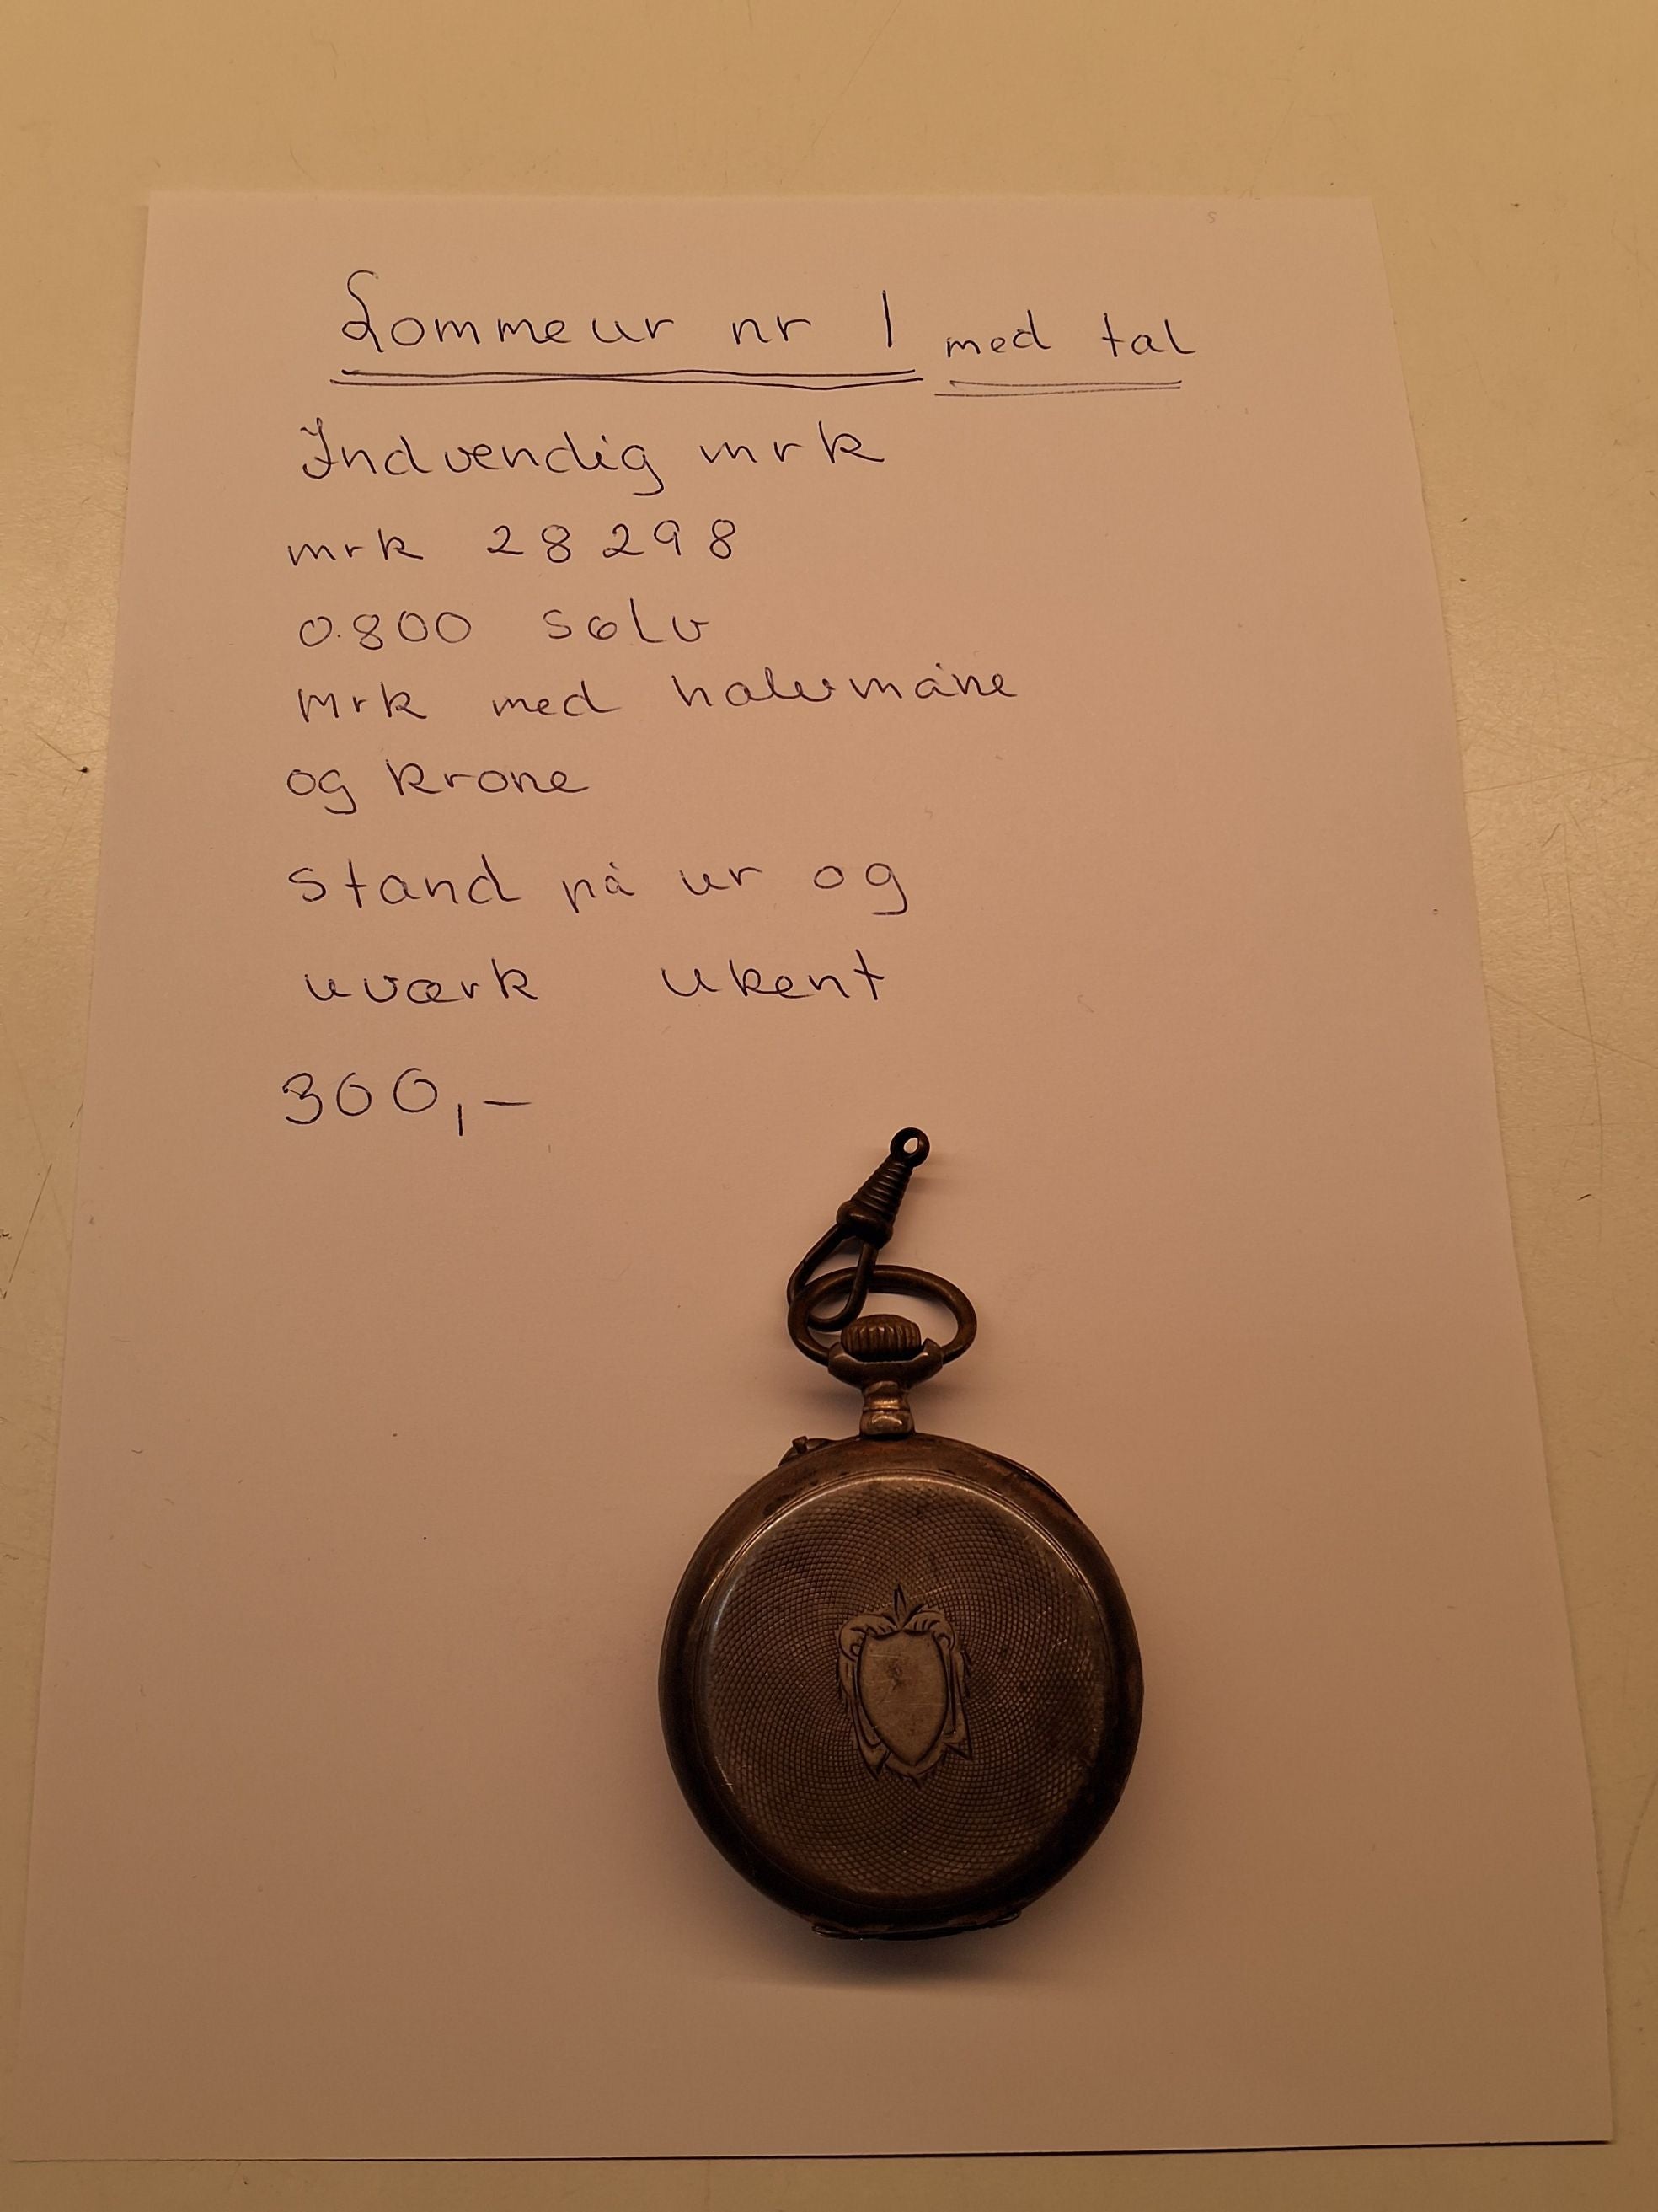 Lommeur nr 1 med tal
Indvendig mrk
mrk 28298
0.800 sølv
Mrk med halvmåne
og krone
stand på ur og
uværk ukent
300,-